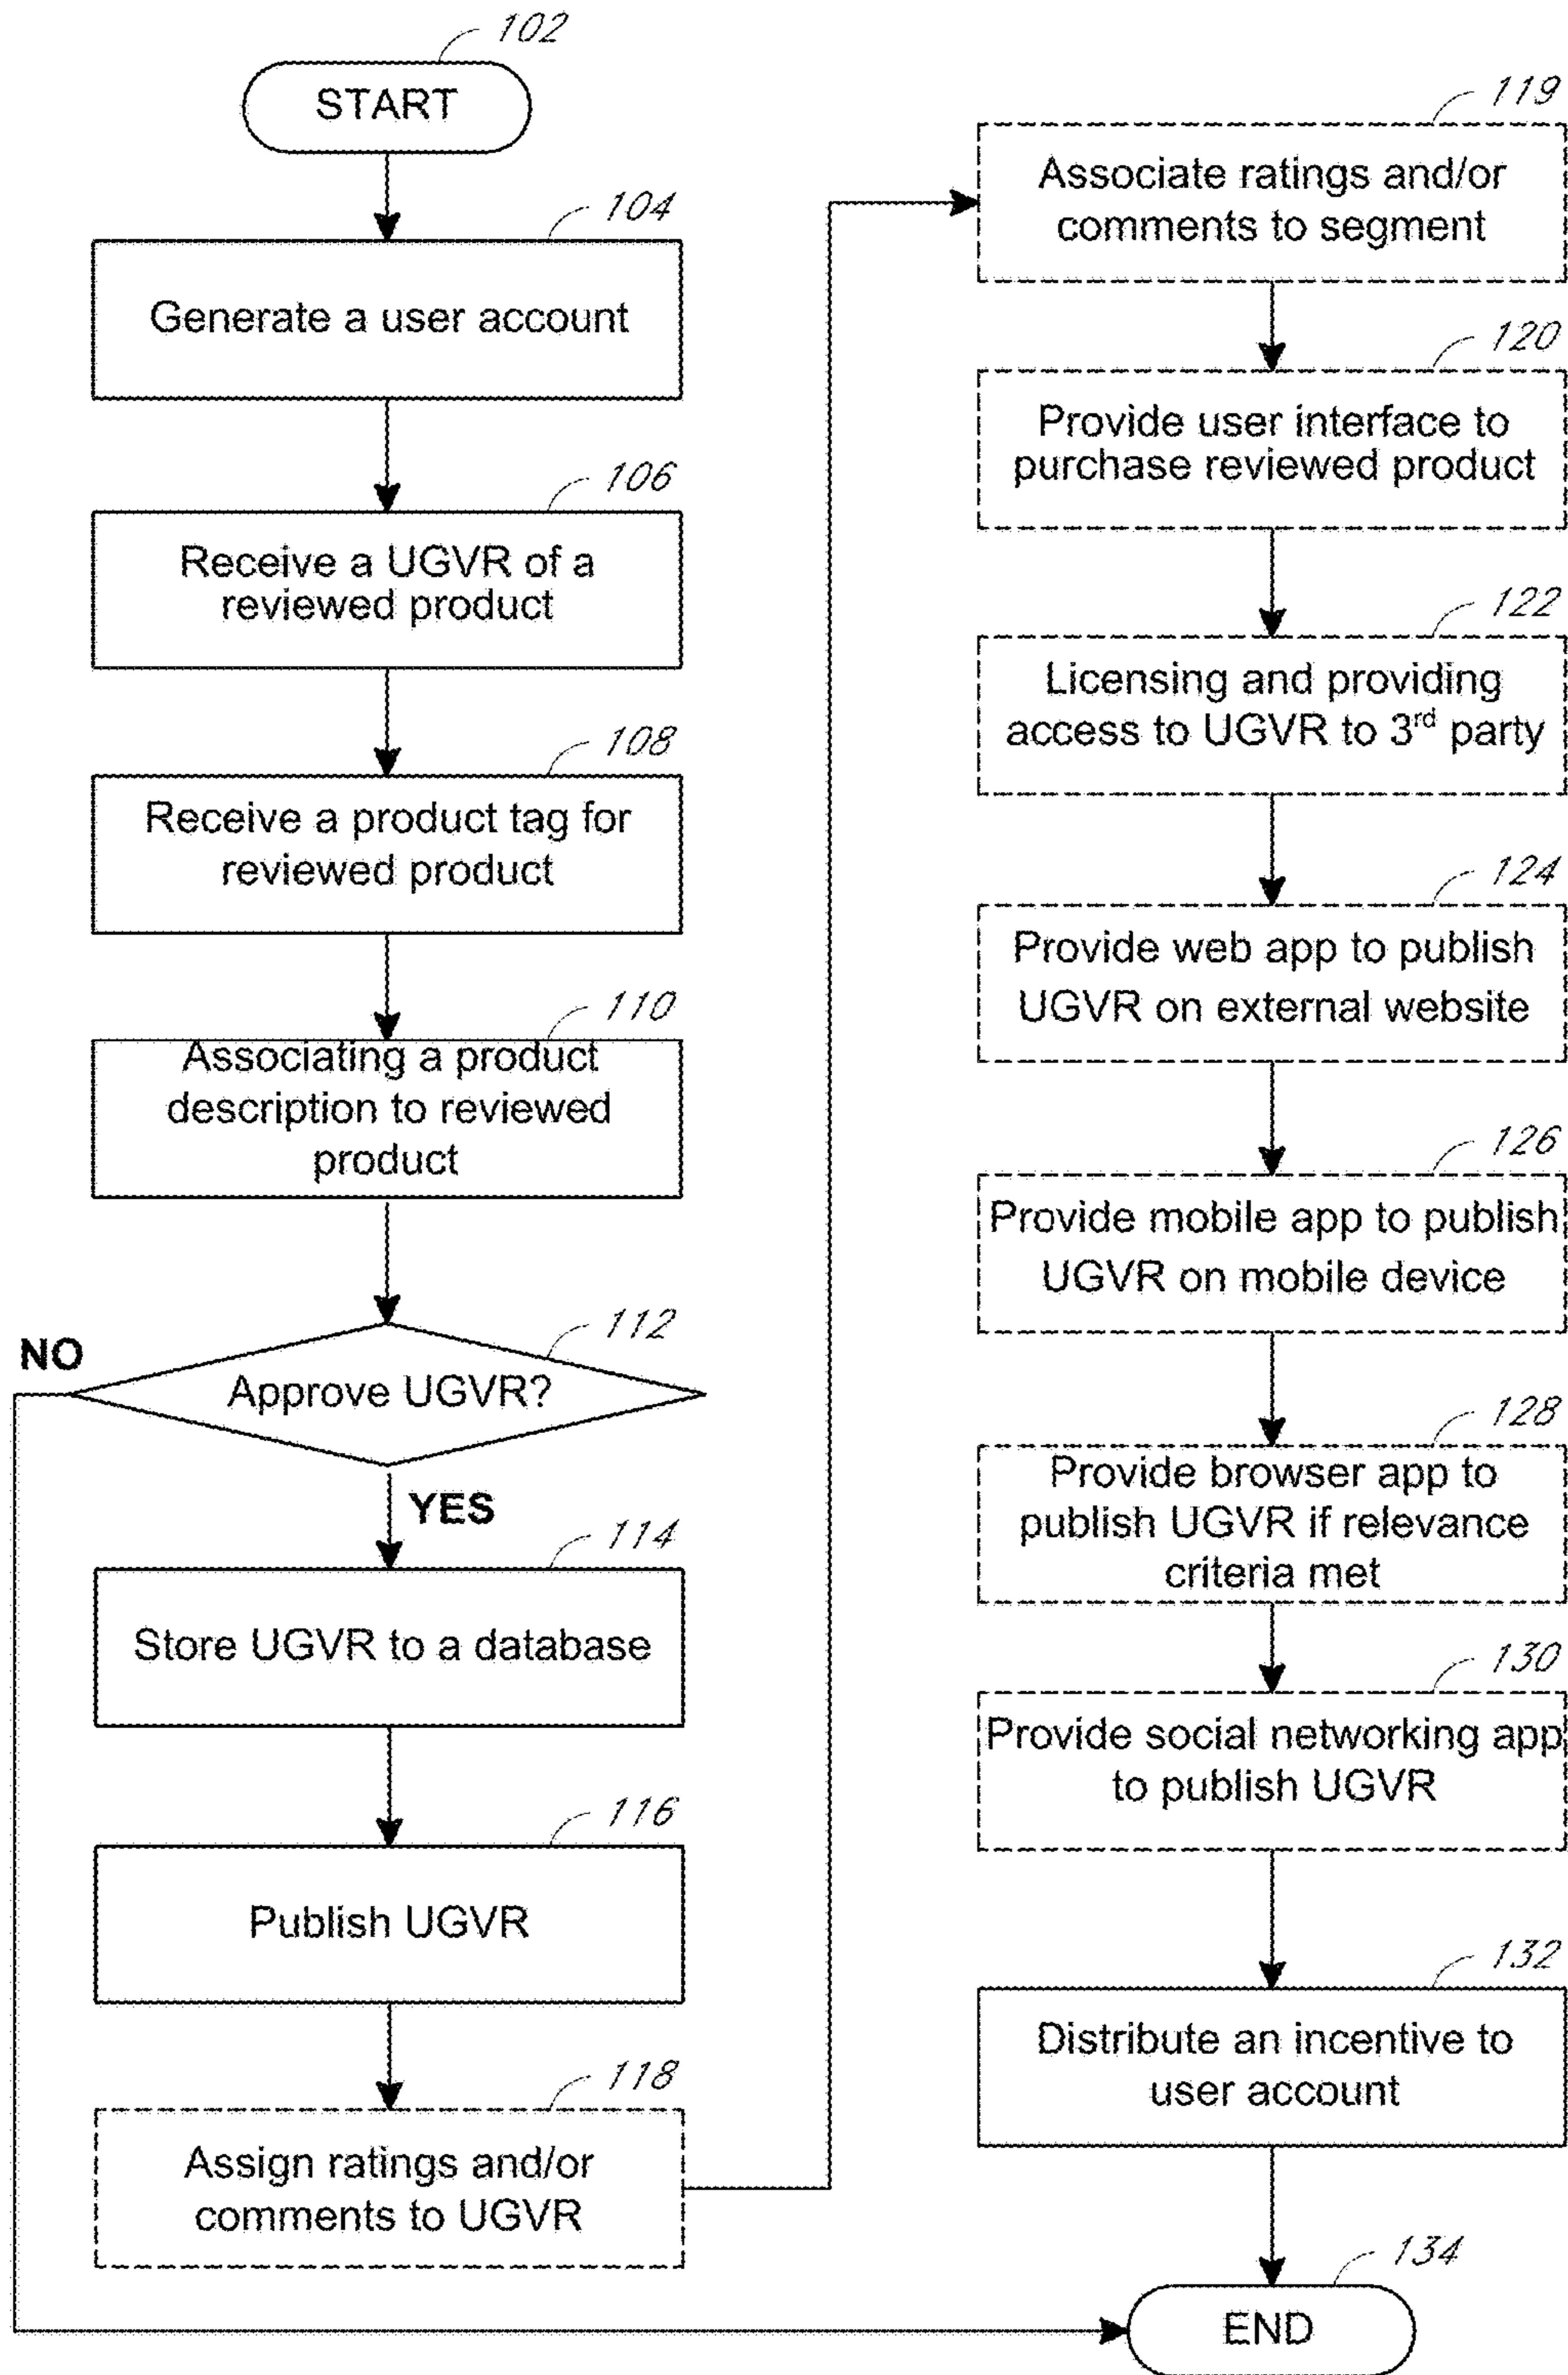 102
START
104
Generate a user account
106
Receive a UGVR of a
reviewed product
108
Receive a product tag for
reviewed product
110
Associating a product
description to reviewed
product
112
NO
Approve UGVR?
YES
114
Store UGVR to a database
116
Publish UGVR
118
Assign ratings and/or
comments to UGVR
119
Associate ratings and/or
comments to segment
120
Provide user interface to
purchase reviewed product
122
Licensing and providing
access to UGVR to 3rd party
124
Provide web app to publish
UGVR on external website
126
Provide mobile app to publish
UGVR on mobile device
128
Provide browser app to
publish UGVR if relevance
criteria met
130
Provide social networking app
to publish UGVR
132
Distribute an incentive to
user account
134
END